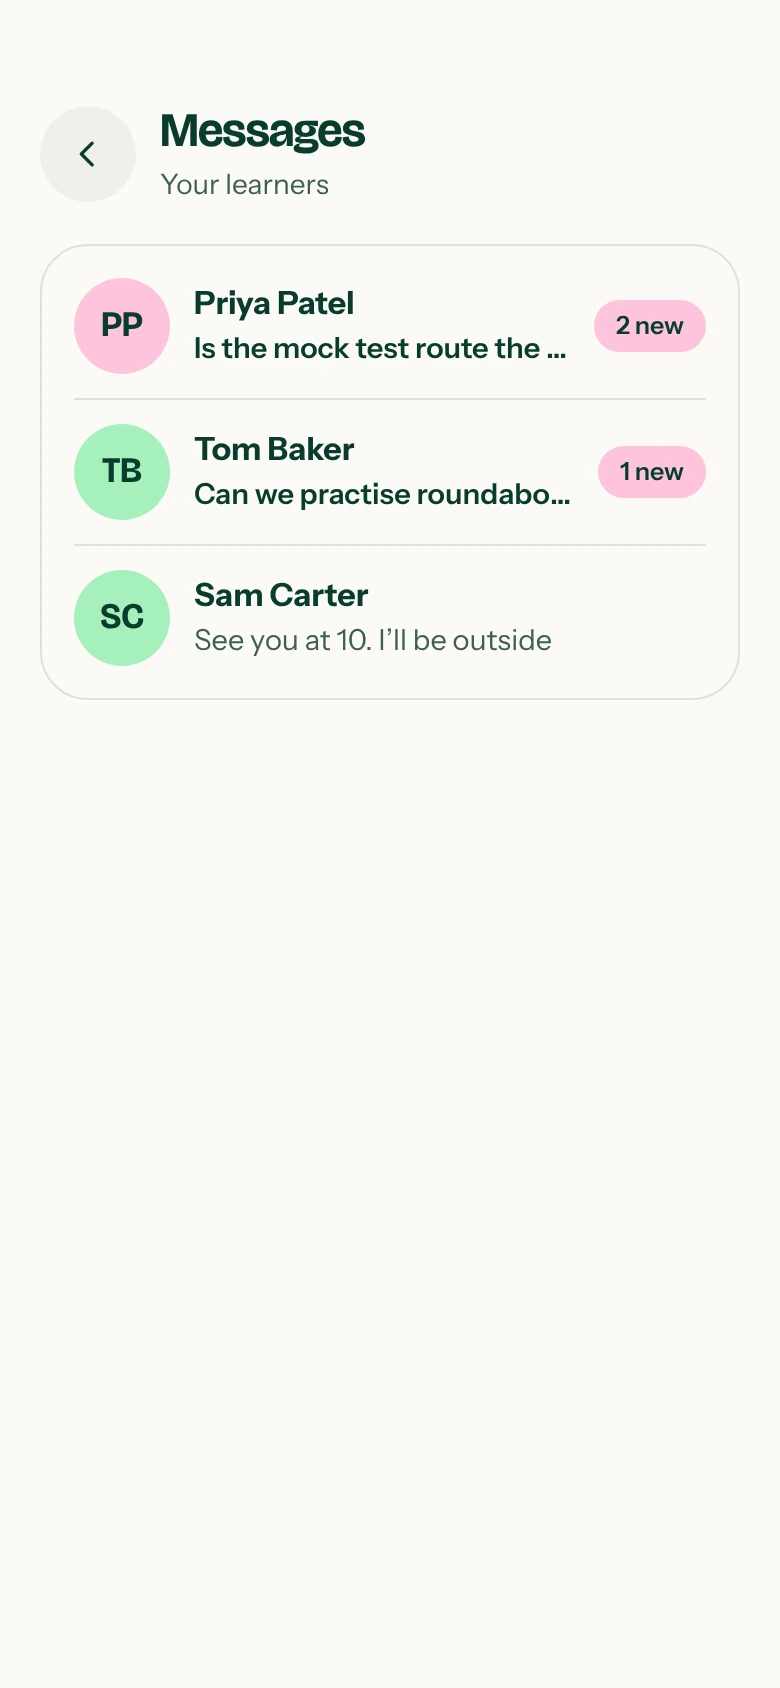 Messages
Your learners
PP
Priya Patel
Is the mock test route the ...
2 new
TB
Tom Baker
Can we practise roundabo...
1 new
SC
Sam Carter
See you at 10. I’ll be outside